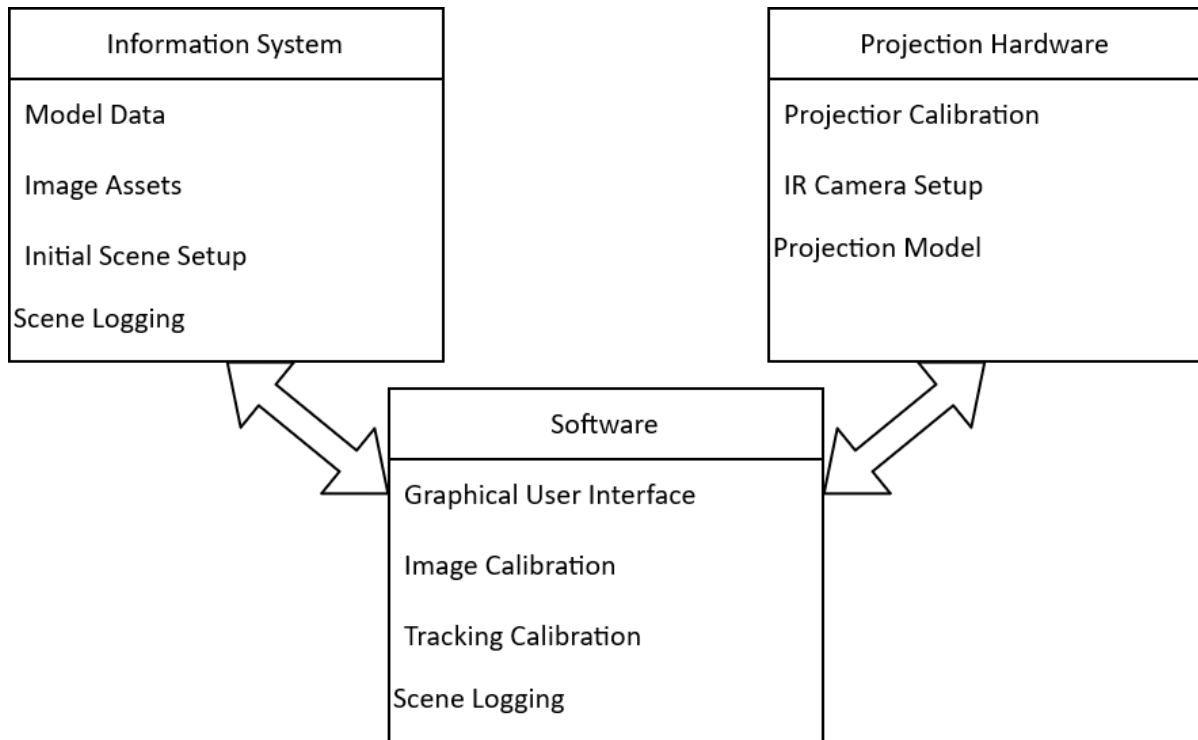 Information System
Model Data
Image Assets
Initial Scene Setup
Scene Logging
Projection Hardware
Projectior Calibration
IR Camera Setup
Projection Model
Software
Graphical User Interface
Image Calibration
Tracking Calibration
Scene Logging